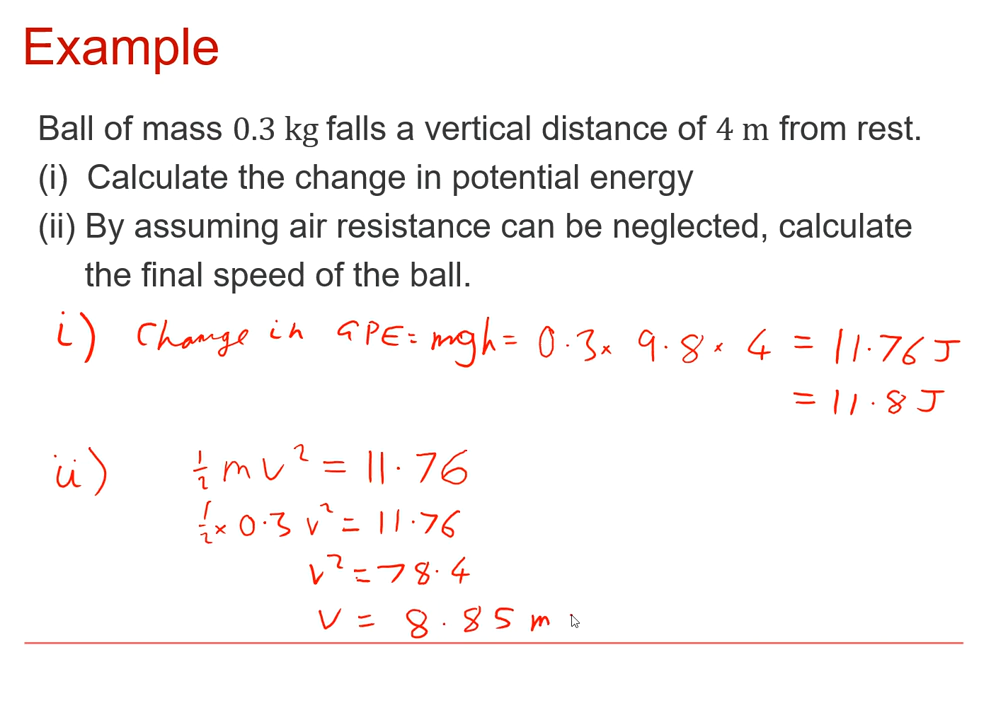 Example
Ball of mass 0.3 kg falls a vertical distance of 4 m from rest.
(i) Calculate the change in potential energy
(ii) By assuming air resistance can be neglected, calculate
the final speed of the ball.
i) Change in GPE = mgh = 0.3 × 9.8 × 4 = 11.76 J
= 11.8 J
ii) ½ m v² = 11.76
½ × 0.3 v² = 11.76
v² = 78.4
v = 8.85 m